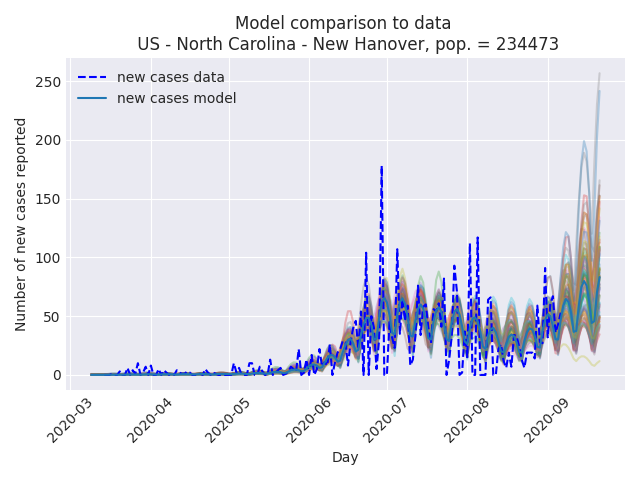 Model comparison to data
US - North Carolina - New Hanover, pop. = 234473
new cases data
new cases model
Number of new cases reported
250
200
150
100
50
0
2020-03
2020-04
2020-05
2020-06
2020-07
2020-08
2020-09
Day